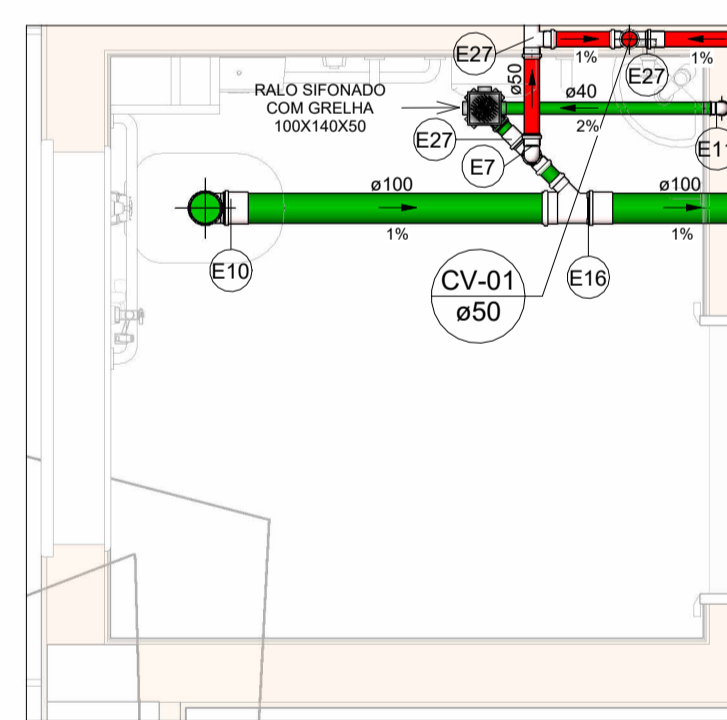 E27
1%
1%
E27
ø50
RALO SIFONADO
COM GRELHA
100X140X50
ø40
2%
E27
E11
E7
ø100
1%
ø100
1%
E10
E16
CV-01
ø50